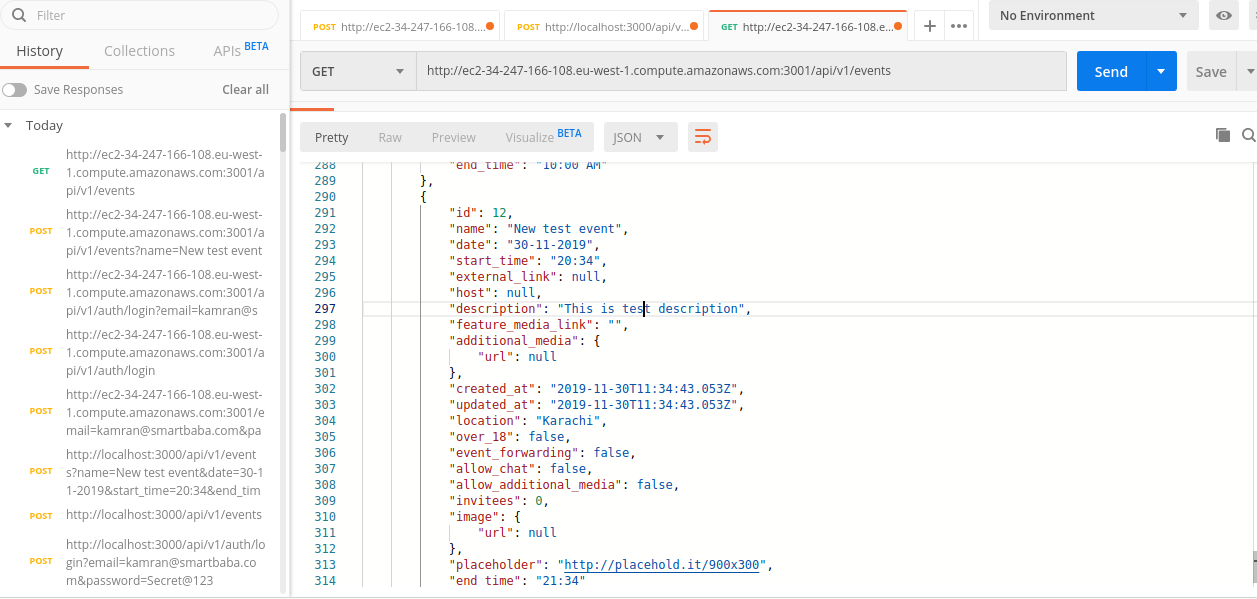 Filter
History Collections APIs BETA
Save Responses Clear all
Today
GET http://ec2-34-247-166-108.eu-west-
1.compute.amazonaws.com:3001/a
pi/v1/events
POST http://ec2-34-247-166-108.eu-west-
1.compute.amazonaws.com:3001/a
pi/v1/events?name=New test event
POST http://ec2-34-247-166-108.eu-west-
1.compute.amazonaws.com:3001/a
pi/v1/auth/login?email=kamran@s
POST http://ec2-34-247-166-108.eu-west-
1.compute.amazonaws.com:3001/a
pi/v1/auth/login
POST http://ec2-34-247-166-108.eu-west-
1.compute.amazonaws.com:3001/e
mail=kamran@smartbaba.com&pa
POST http://localhost:3000/api/v1/event
s?name=New test event&date=30-1
1-2019&start_time=20:34&end_tim
POST http://localhost:3000/api/v1/events
POST http://localhost:3000/api/v1/auth/lo
gin?email=kamran@smartbaba.co
m&password=Secret@123
POST http://ec2-34-247-166-108.... POST http://localhost:3000/api/v... GET http://ec2-34-247-166-108.e... + ••• No Environment
GET http://ec2-34-247-166-108.eu-west-1.compute.amazonaws.com:3001/api/v1/events Send Save
Pretty Raw Preview Visualize BETA JSON
288 "end_time": "10:00 AM"
289 },
290 {
291 "id": 12,
292 "name": "New test event",
293 "date": "30-11-2019",
294 "start_time": "20:34",
295 "external_link": null,
296 "host": null,
297 "description": "This is test description",
298 "feature_media_link": "",
299 "additional_media": {
300 "url": null
301 },
302 "created_at": "2019-11-30T11:34:43.053Z",
303 "updated_at": "2019-11-30T11:34:43.053Z",
304 "location": "Karachi",
305 "over_18": false,
306 "event_forwarding": false,
307 "allow_chat": false,
308 "allow_additional_media": false,
309 "invitees": 0,
310 "image": {
311 "url": null
312 },
313 "placeholder": "http://placehold.it/900x300",
314 "end time": "21:34"